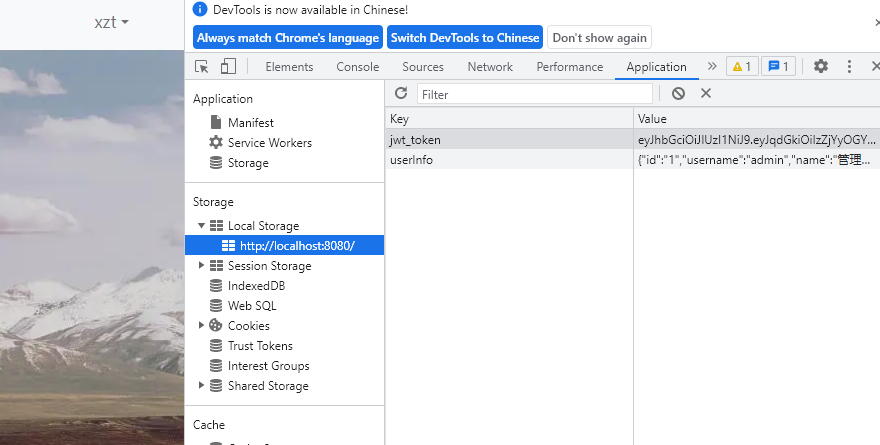 xzt
DevTools is now available in Chinese!
Always match Chrome's language Switch DevTools to Chinese Don't show again
Elements Console Sources Network Performance Application 1 1
Application
Manifest
Service Workers
Storage
Storage
Local Storage
http://localhost:8080/
Session Storage
IndexedDB
Web SQL
Cookies
Trust Tokens
Interest Groups
Shared Storage
Cache
Filter
Key Value
jwt_token eyJhbGciOiJIUzI1NiJ9.eyJqdGkiOiIzZjYyOGY...
userInfo {"id":"1","username":"admin","name":"管理...